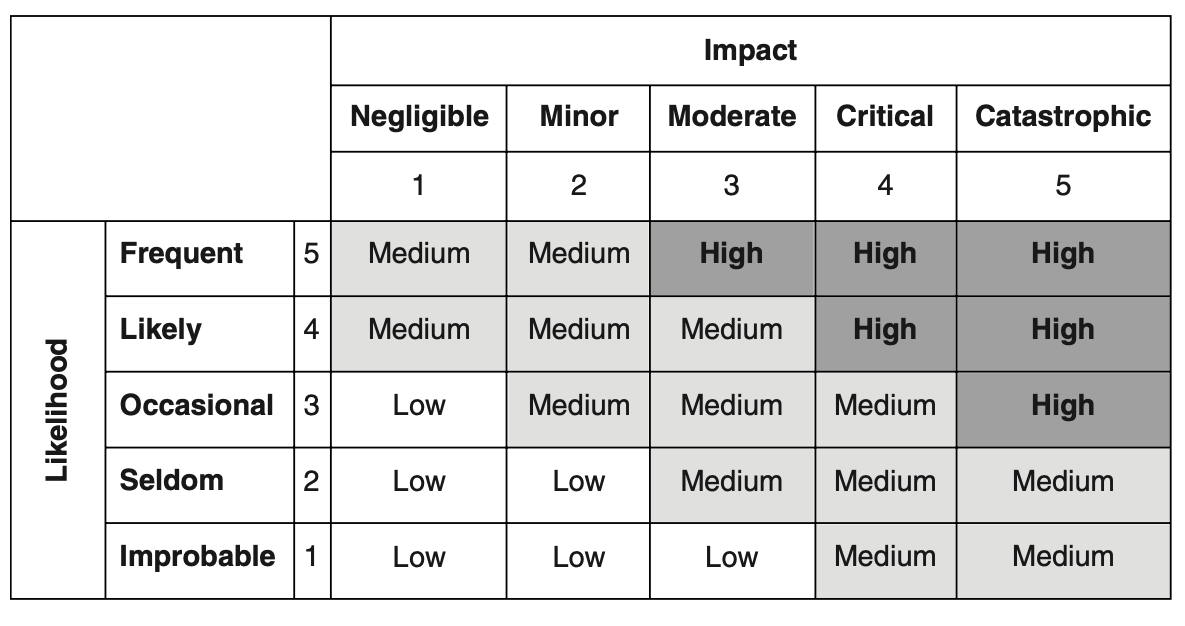 Impact
Negligible Minor Moderate Critical Catastrophic
1 2 3 4 5
Likelihood
Frequent 5 Medium Medium High High High
Likely 4 Medium Medium Medium High High
Occasional 3 Low Medium Medium Medium High
Seldom 2 Low Low Medium Medium Medium
Improbable 1 Low Low Low Medium Medium